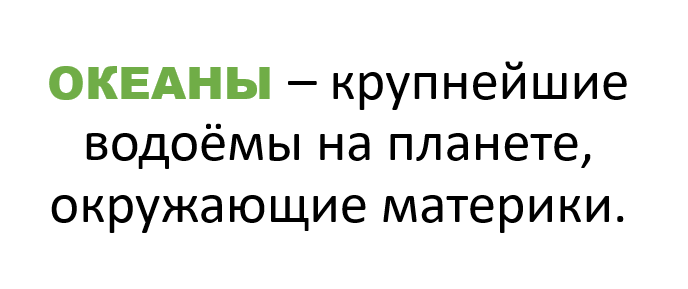 ОКЕАНЫ – крупнейшие
водоёмы на планете,
окружающие материки.